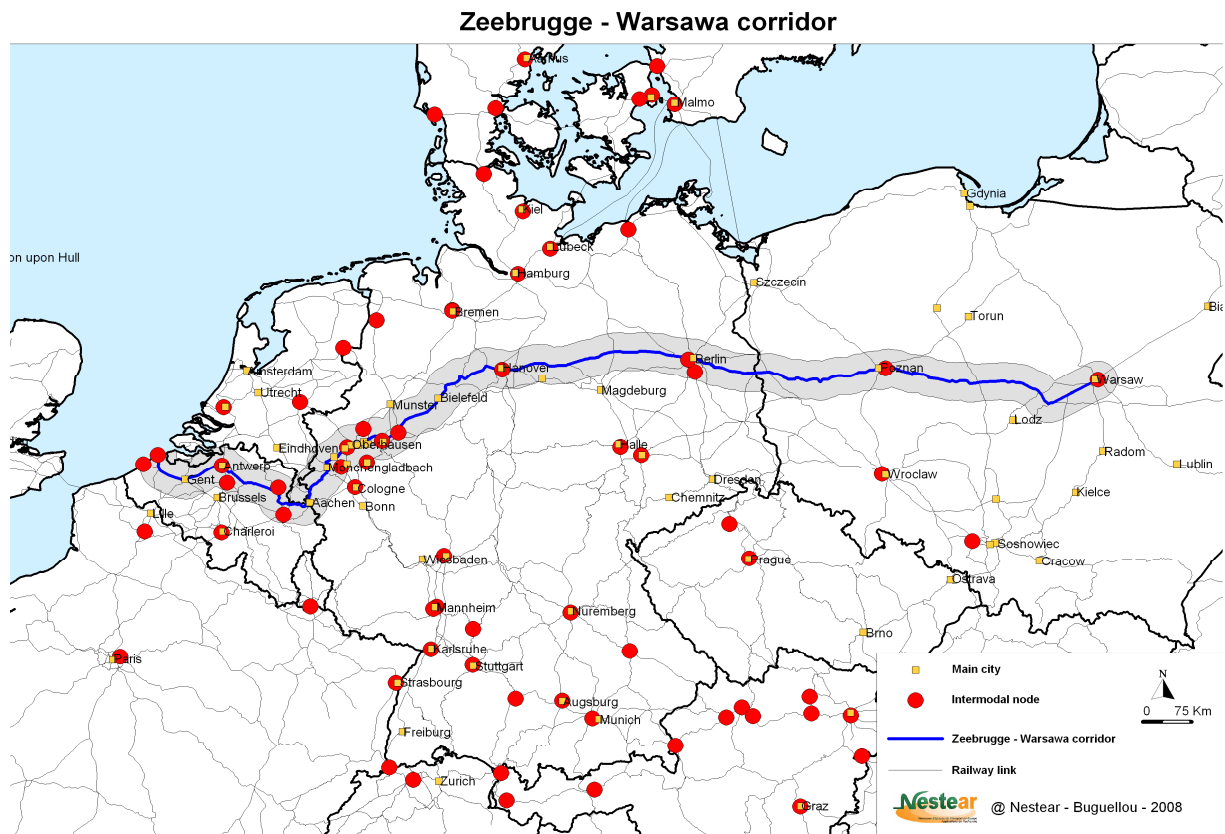 Zeebrugge - Warsawa corridor
Aarhus
Malmo
Gdynia
Kiel
Lubeck
on upon Hull
Hamburg
Szczecin
Bremen
Torun
Bia
Berlin
Hanover
Poznan
Amsterdam
Warsaw
Utrecht
Magdeburg
Bielefeld
Munster
Lodz
Oberhausen
Halle
Eindhoven
Radom
Antwerp
Monchengladbach
Lublin
Wroclaw
Gent
Dresden
Cologne
Kielce
Brussels
Chemnitz
Aachen
Bonn
Lille
Charleroi
Sosnowiec
Wiesbaden
Prague
Cracow
Ostrava
Mannheim
Nuremberg
Brno
Karlsruhe
Paris
Stuttgart
Strasbourg
Augsburg
Munich
Freiburg
Zurich
Graz
Main city
N
Intermodal node
0 75 Km
Zeebrugge - Warsawa corridor
Railway link
Nestear
@ Nestear - Buguellou - 2008